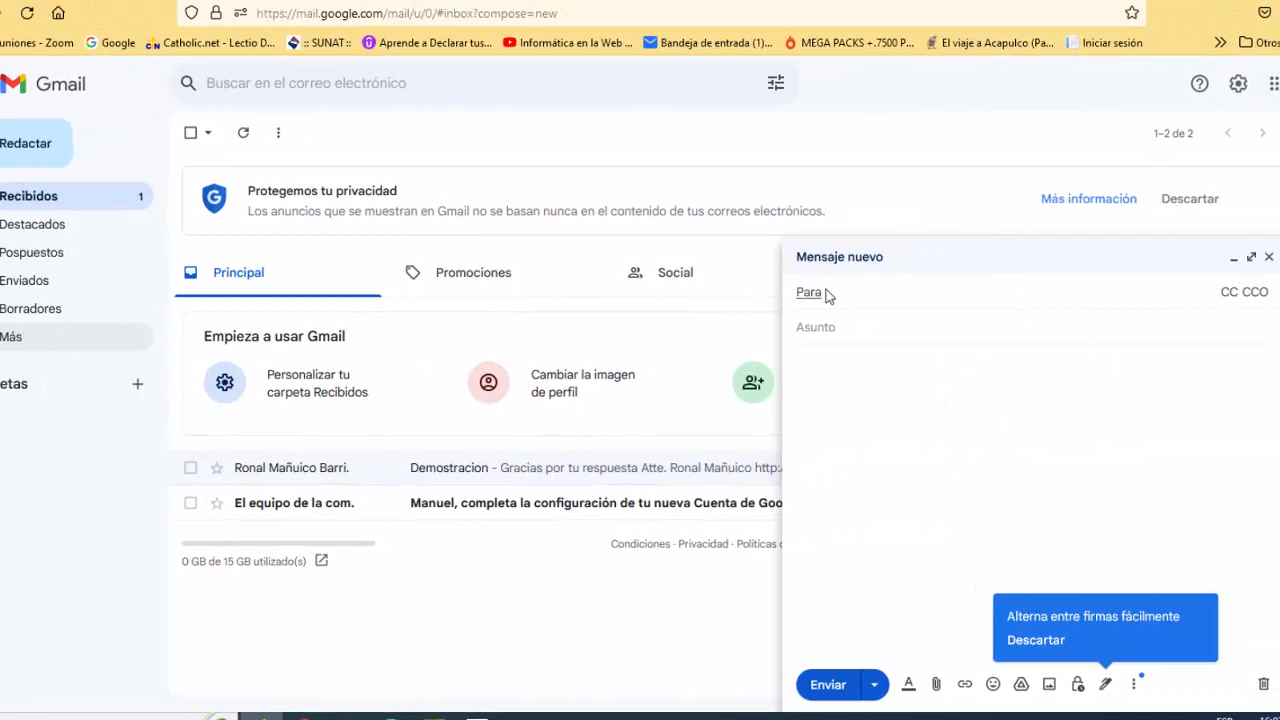 https://mail.google.com/mail/u/0/#inbox?compose=new
uniones - Zoom
Google
Catholic.net - Lectio D...
:: SUNAT ::
Aprende a Declarar tus...
Informática en la Web ...
Bandeja de entrada (1)...
MEGA PACKS +.7500 P...
El viaje a Acapulco (Pa...
Iniciar sesión
Otros
Gmail
Buscar en el correo electrónico
Redactar
1–2 de 2
Recibidos
1
Destacados
Pospuestos
Enviados
Borradores
Más
etas
Protegemos tu privacidad
Los anuncios que se muestran en Gmail no se basan nunca en el contenido de tus correos electrónicos.
Más información
Descartar
Principal
Promociones
Social
Empieza a usar Gmail
Personalizar tu
carpeta Recibidos
Cambiar la imagen
de perfil
Ronal Mañuico Barri.
Demostracion - Gracias por tu respuesta Atte. Ronal Mañuico http:/
El equipo de la com.
Manuel, completa la configuración de tu nueva Cuenta de Goo
0 GB de 15 GB utilizado(s)
Condiciones · Privacidad · Políticas
Mensaje nuevo
Para
CC CCO
Asunto
Alterna entre firmas fácilmente
Descartar
Enviar